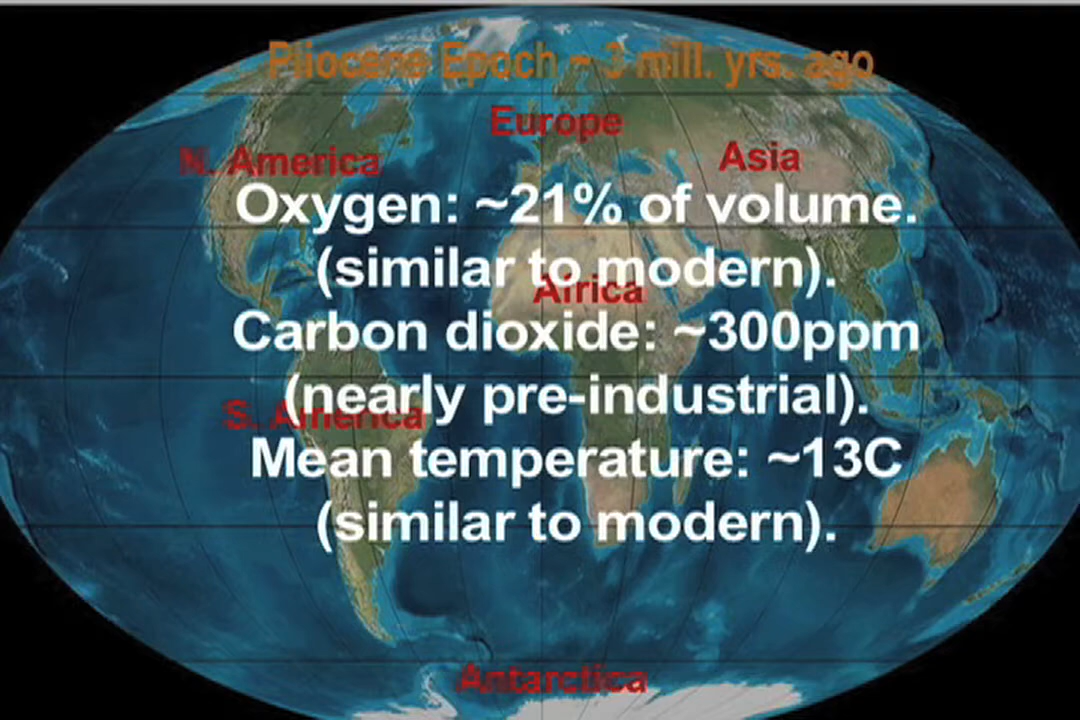 Pliocene Epoch - 3 mill. yrs. ago
Europe
N. America
Asia
Oxygen: ~21% of volume.
(similar to modern).
Africa
Carbon dioxide: ~300ppm
(nearly pre-industrial).
S. America
Mean temperature: ~13C
(similar to modern).
Antarctica